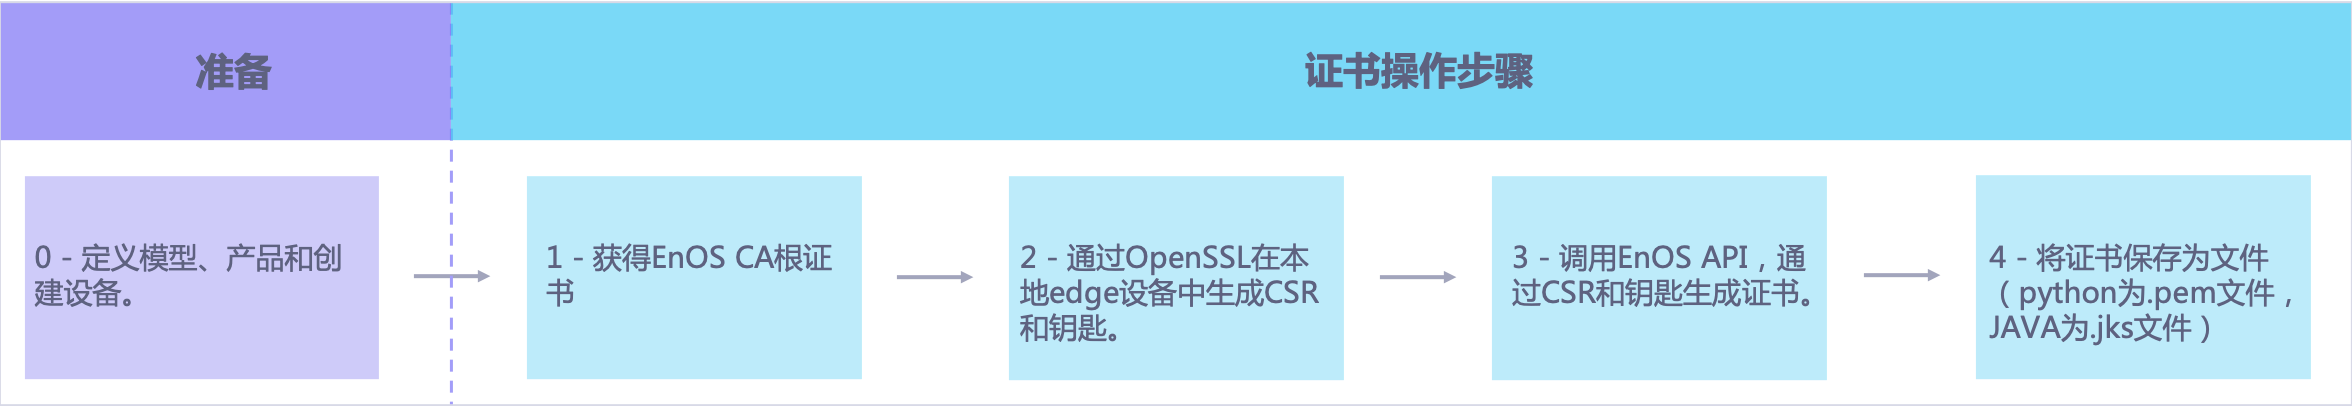 准备
证书操作步骤
0 - 定义模型、产品和创
建设备。
1 - 获得EnOS CA根证
书
2 - 通过OpenSSL在本
地edge设备中生成CSR
和钥匙。
3 - 调用EnOS API，通
过CSR和钥匙生成证书。
4 - 将证书保存为文件
（python为.pem文件，
JAVA为.jks文件）